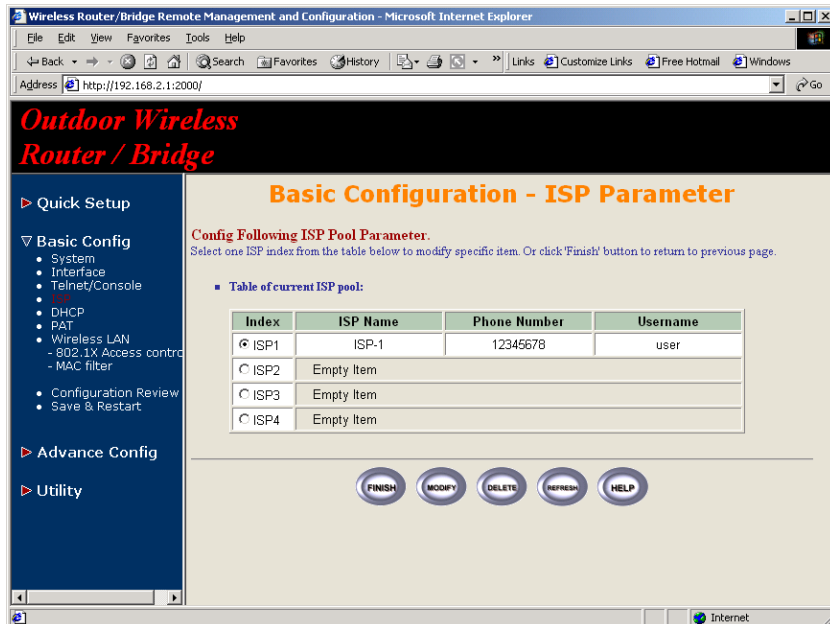 Wireless Router/Bridge Remote Management and Configuration - Microsoft Internet Explorer
File Edit View Favorites Tools Help
Back Search Favorites History » Links Customize Links Free Hotmail Windows
Address http://192.168.2.1:2000/ Go
Outdoor Wireless
Router / Bridge
Quick Setup
Basic Config
System
Interface
Telnet/Console
ISP
DHCP
PAT
Wireless LAN
- 802.1X Access contro
- MAC filter
Configuration Review
Save & Restart
Advance Config
Utility
Basic Configuration - ISP Parameter
Config Following ISP Pool Parameter.
Select one ISP index from the table below to modify specific item. Or click 'Finish' button to return to previous page.
Table of current ISP pool:
Index ISP Name Phone Number Username
ISP1 ISP-1 12345678 user
ISP2 Empty Item
ISP3 Empty Item
ISP4 Empty Item
FINISH MODIFY DELETE REFRESH HELP
Internet